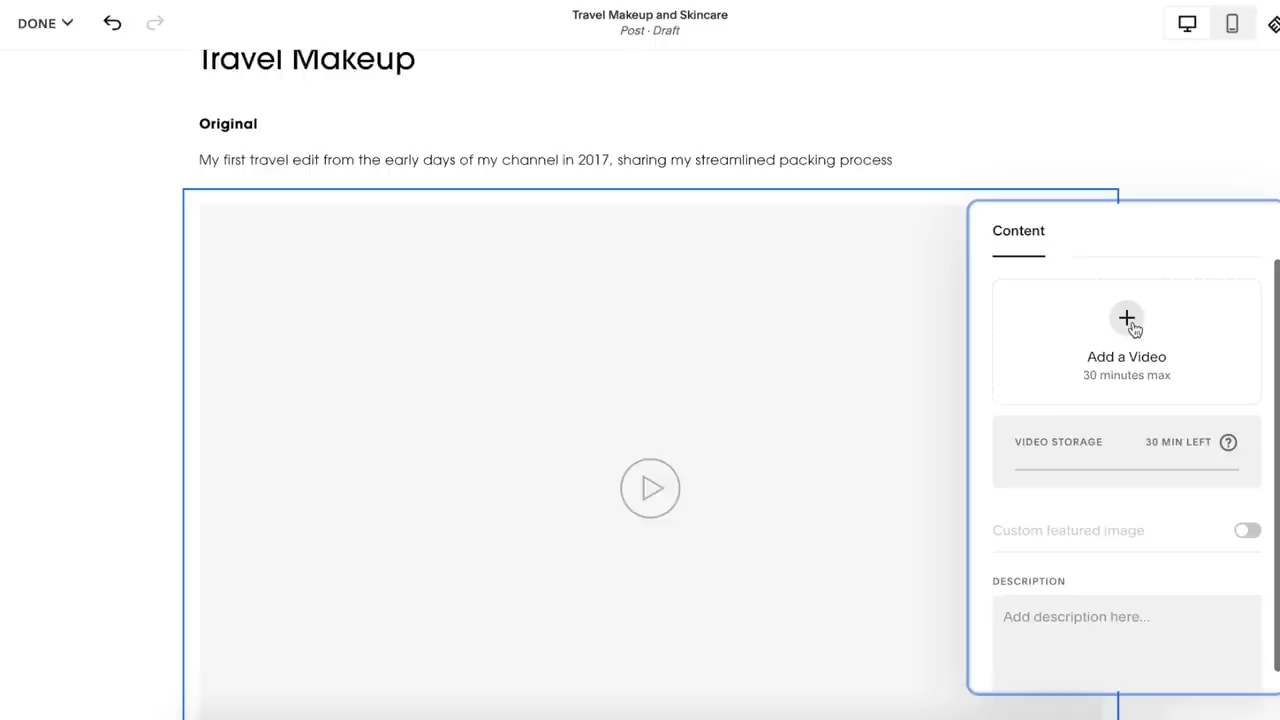 DONE
Travel Makeup and Skincare
Post · Draft
Travel Makeup
Original
My first travel edit from the early days of my channel in 2017, sharing my streamlined packing process
Content
Add a Video
30 minutes max
VIDEO STORAGE 30 MIN LEFT ?
Custom featured image
DESCRIPTION
Add description here...